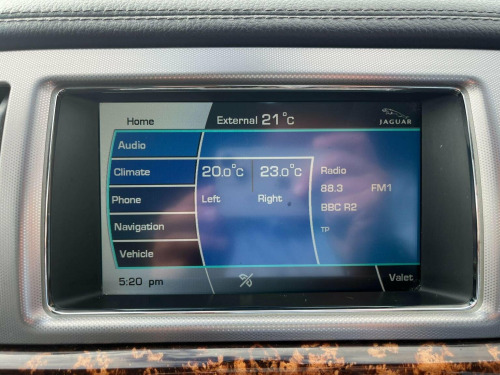 Home External 21°C JAGUAR
Audio
Climate 20.0°C 23.0°C Radio
88.3 FM1
Phone Left Right
BBC R2
Navigation TP
Vehicle
5:20 pm Valet